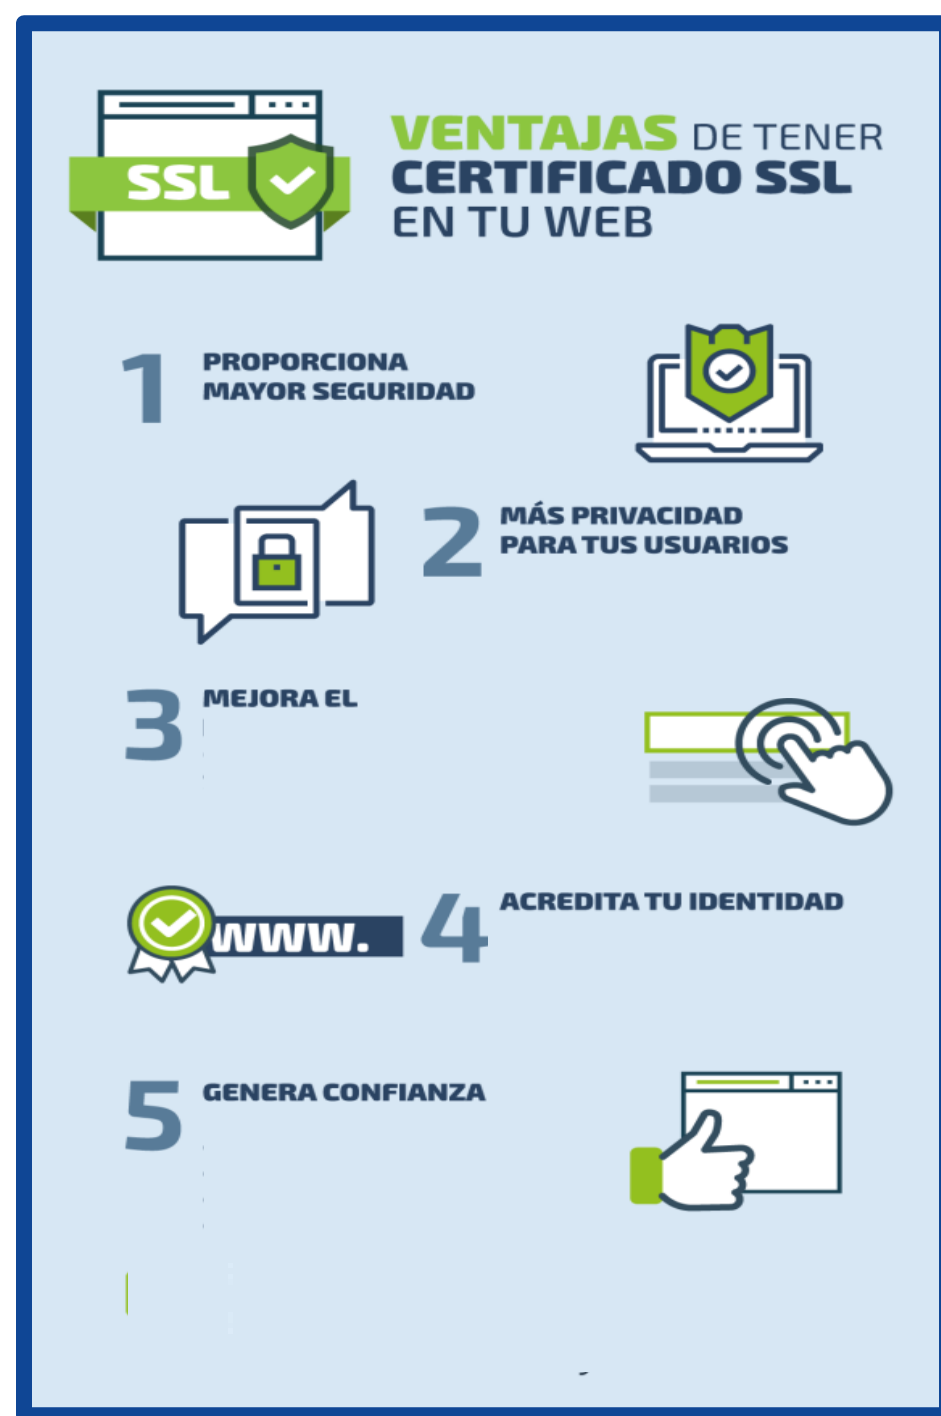 SSL
VENTAJAS DE TENER
CERTIFICADO SSL
EN TU WEB
1
PROPORCIONA
MAYOR SEGURIDAD
2
MÁS PRIVACIDAD
PARA TUS USUARIOS
3
MEJORA EL
WWW.
4
ACREDITA TU IDENTIDAD
5
GENERA CONFIANZA